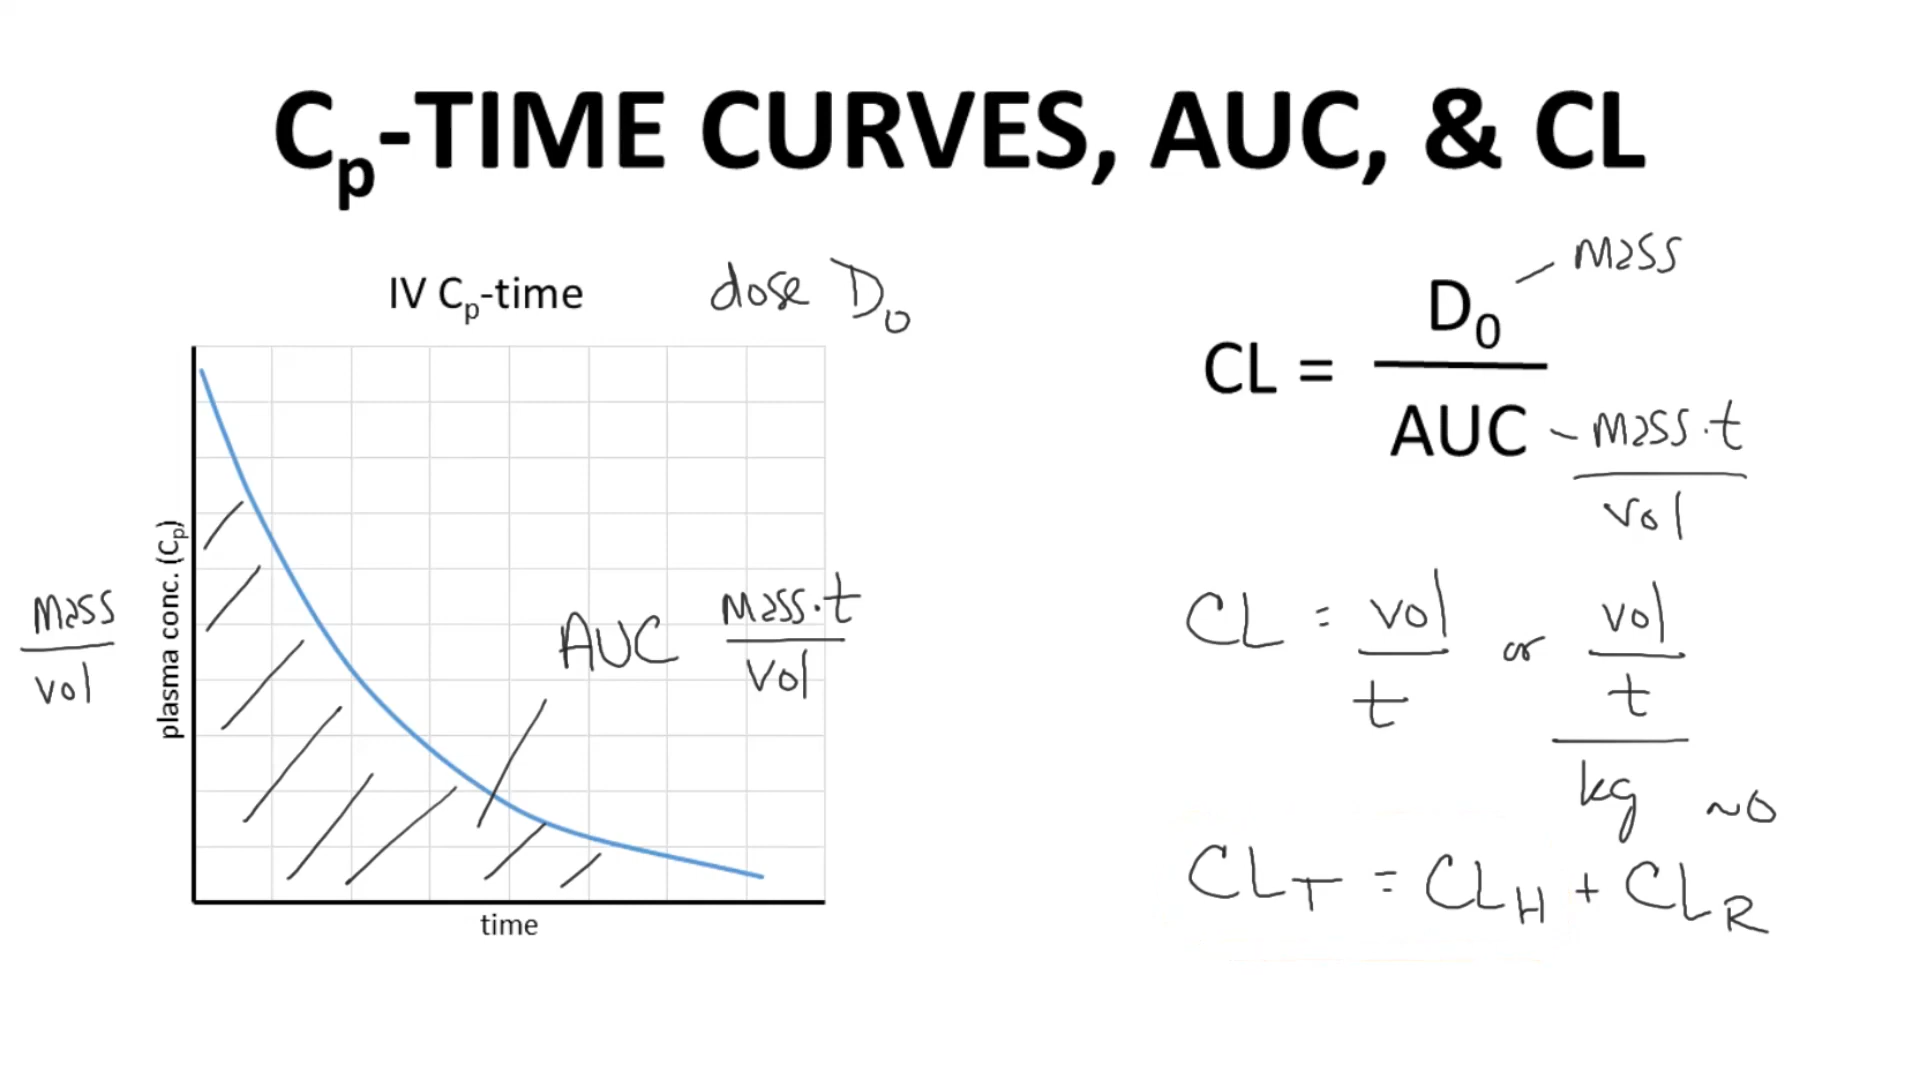 Cp-TIME CURVES, AUC, & CL
IV Cp-time
dose D0
mass
vol
plasma conc. (Cp)
AUC
mass·t
vol
time
CL = D0 / AUC
mass
mass·t
vol
CL = vol / t or vol / t / kg
~0
CLT = CLH + CLR